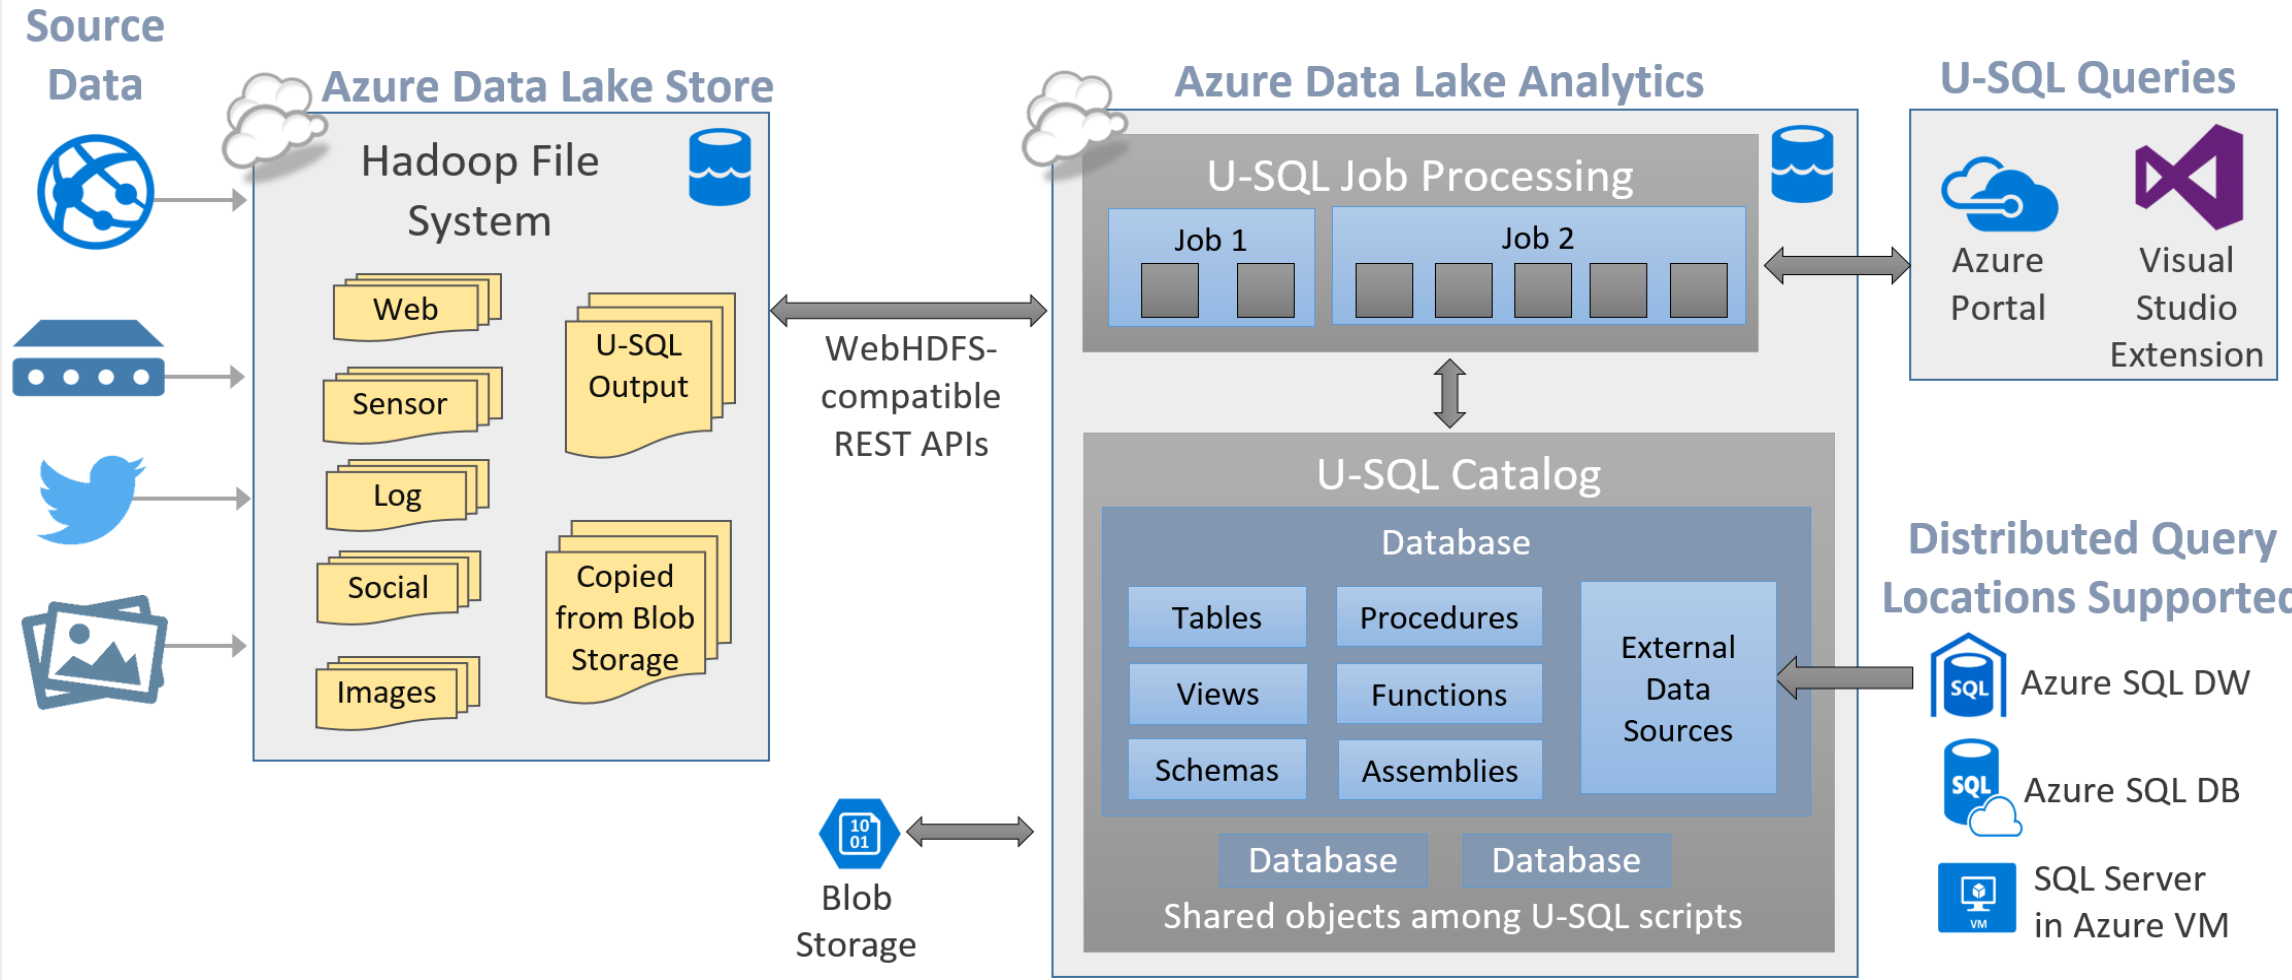 Source
Data
Azure Data Lake Store
Hadoop File
System
Web
Sensor
Log
Social
Images
U-SQL
Output
Copied
from Blob
Storage
WebHDFS-
compatible
REST APIs
10
01
Blob
Storage
Azure Data Lake Analytics
U-SQL Job Processing
Job 1
Job 2
U-SQL Catalog
Database
Tables
Procedures
Views
Functions
Schemas
Assemblies
External
Data
Sources
Database
Database
Shared objects among U-SQL scripts
U-SQL Queries
Azure
Portal
Visual
Studio
Extension
Distributed Query
Locations Supported
SQL
Azure SQL DW
SQL
Azure SQL DB
VM
SQL Server
in Azure VM